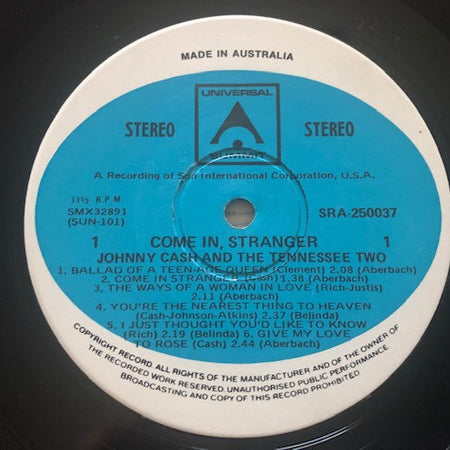 MADE IN AUSTRALIA
UNIVERSAL
SUMMIT
STEREO STEREO
A Recording of Sun International Corporation, U.S.A.
33⅓ R.P.M
SMX32891 SRA-250037
(SUN-101)
1 COME IN, STRANGER 1
JOHNNY CASH AND THE TENNESSEE TWO
1. BALLAD OF A TEEN-AGE QUEEN (Clement) 2.08 (Aberbach)
2. COME IN STRANGER (Cash) 1.38 (Aberbach)
3. THE WAYS OF A WOMAN IN LOVE (Rich-Justis)
2.11 (Aberbach)
4. YOU'RE THE NEAREST THING TO HEAVEN
(Cash-Johnson-Atkins) 2.37 (Belinda)
5. I JUST THOUGHT YOU'D LIKE TO KNOW
(Rich) 2.19 (Belinda) 6. GIVE MY LOVE
TO ROSE (Cash) 2.44 (Aberbach)
COPYRIGHT RECORD ALL RIGHTS OF THE MANUFACTURER AND OF THE OWNER OF
THE RECORDED WORK RESERVED. UNAUTHORISED PUBLIC PERFORMANCE
BROADCASTING AND COPY OF THIS RECORD PROHIBITED